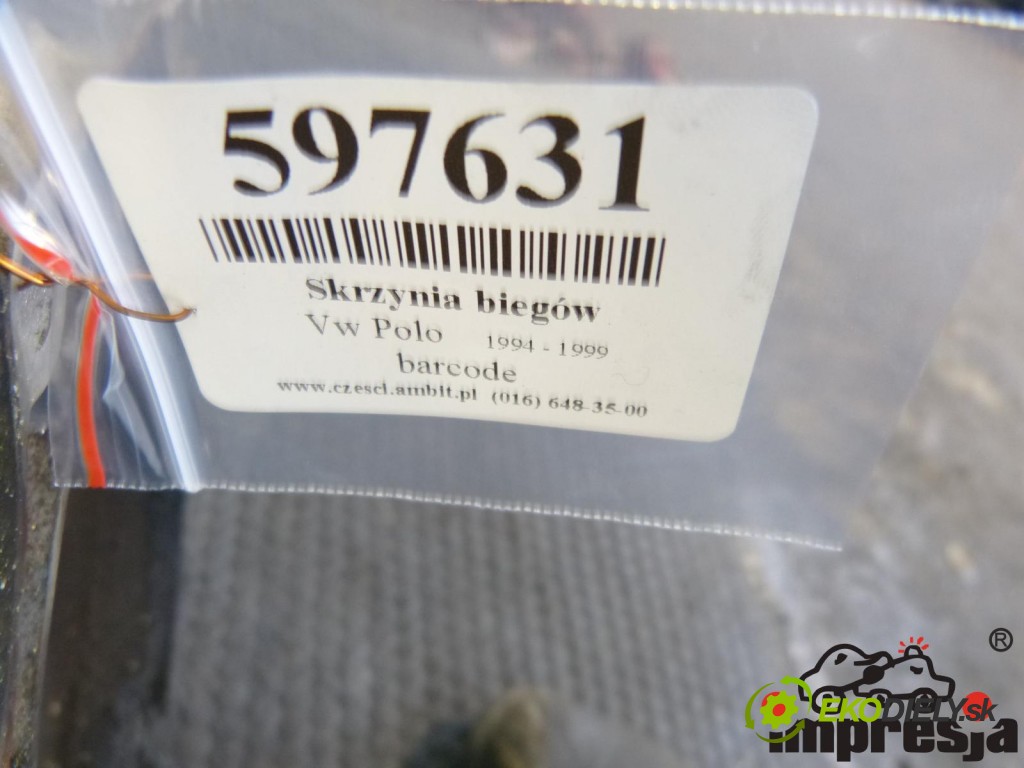 597631
Skrzynia biegów
Vw Polo 1994 - 1999
barcode
www.czesci.ambit.pl (016) 648-35-00
®
EKODIELY.sk
impresja